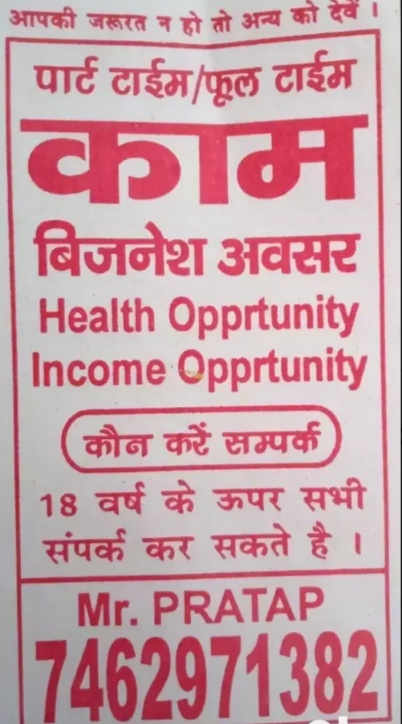 आपकी जरूरत न हो तो अन्य को देवें ।
पार्ट टाईम/फूल टाईम
काम
बिजनेश अवसर
Health Opprtunity
Income Opprtunity
कौन करें सम्पर्क
18 वर्ष के ऊपर सभी
संपर्क कर सकते है ।
Mr. PRATAP
7462971382